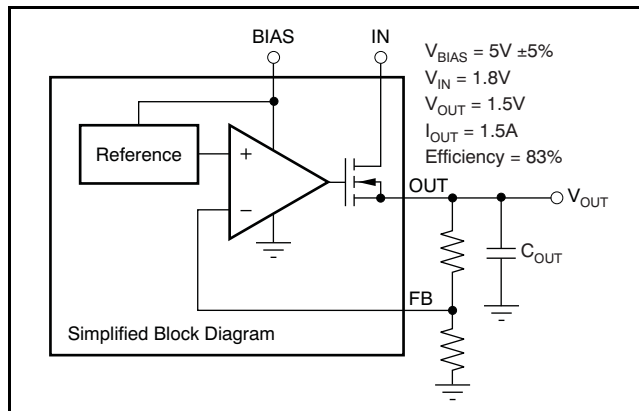 BIAS
IN
V_BIAS = 5V ±5%
V_IN = 1.8V
V_OUT = 1.5V
I_OUT = 1.5A
Efficiency = 83%
Reference
+
−
OUT
V_OUT
C_OUT
FB
Simplified Block Diagram